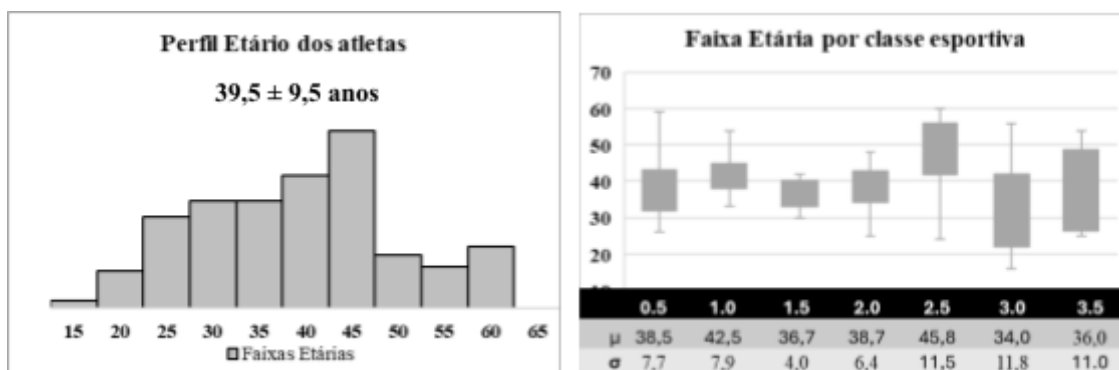 Perfil Etário dos atletas
39,5 ± 9,5 anos
15 20 25 30 35 40 45 50 55 60 65
Faixas Etárias
Faixa Etária por classe esportiva
70
60
50
40
30
20
0.5 1.0 1.5 2.0 2.5 3.0 3.5
μ 38,5 42,5 36,7 38,7 45,8 34,0 36,0
σ 7,7 7,9 4,0 6,4 11,5 11,8 11,0